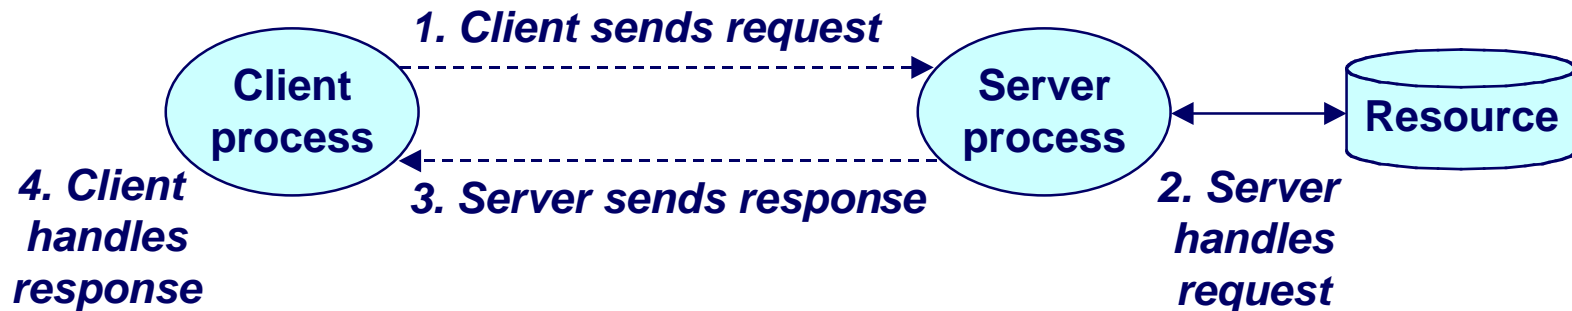 1. Client sends request
Client
process
Server
process
Resource
3. Server sends response
4. Client
handles
response
2. Server
handles
request